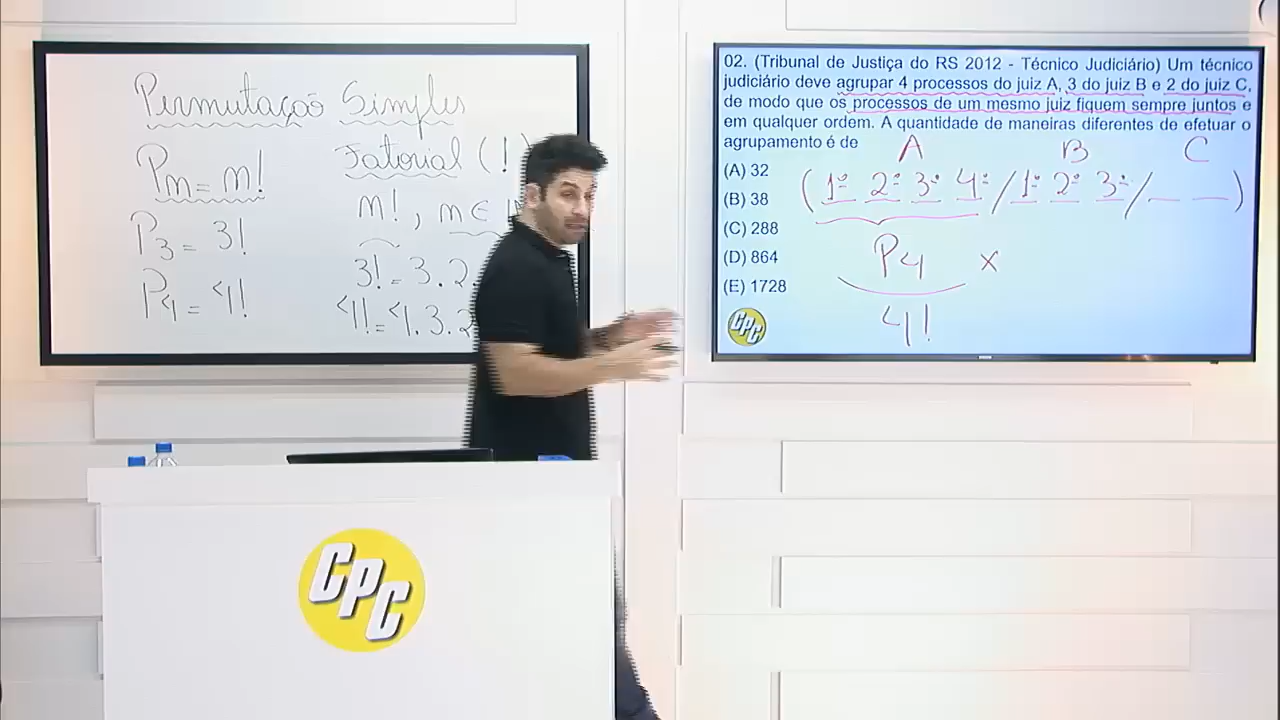 Permutação Simples
Pm = m!
P3 = 3!
P4 = 4!
Fatorial (!
m! , m ∈
3! = 3.2
4! = 4.3.2
02. (Tribunal de Justiça do RS 2012 - Técnico Judiciário) Um técnico
judiciário deve agrupar 4 processos do juiz A, 3 do juiz B e 2 do juiz C,
de modo que os processos de um mesmo juiz fiquem sempre juntos e
em qualquer ordem. A quantidade de maneiras diferentes de efetuar o
agrupamento é de
(A) 32
(B) 38
(C) 288
(D) 864
(E) 1728
A B C
(1º 2º 3º 4º / 1º 2º 3º / _ _ )
P4 x
4!
CPC
CPC